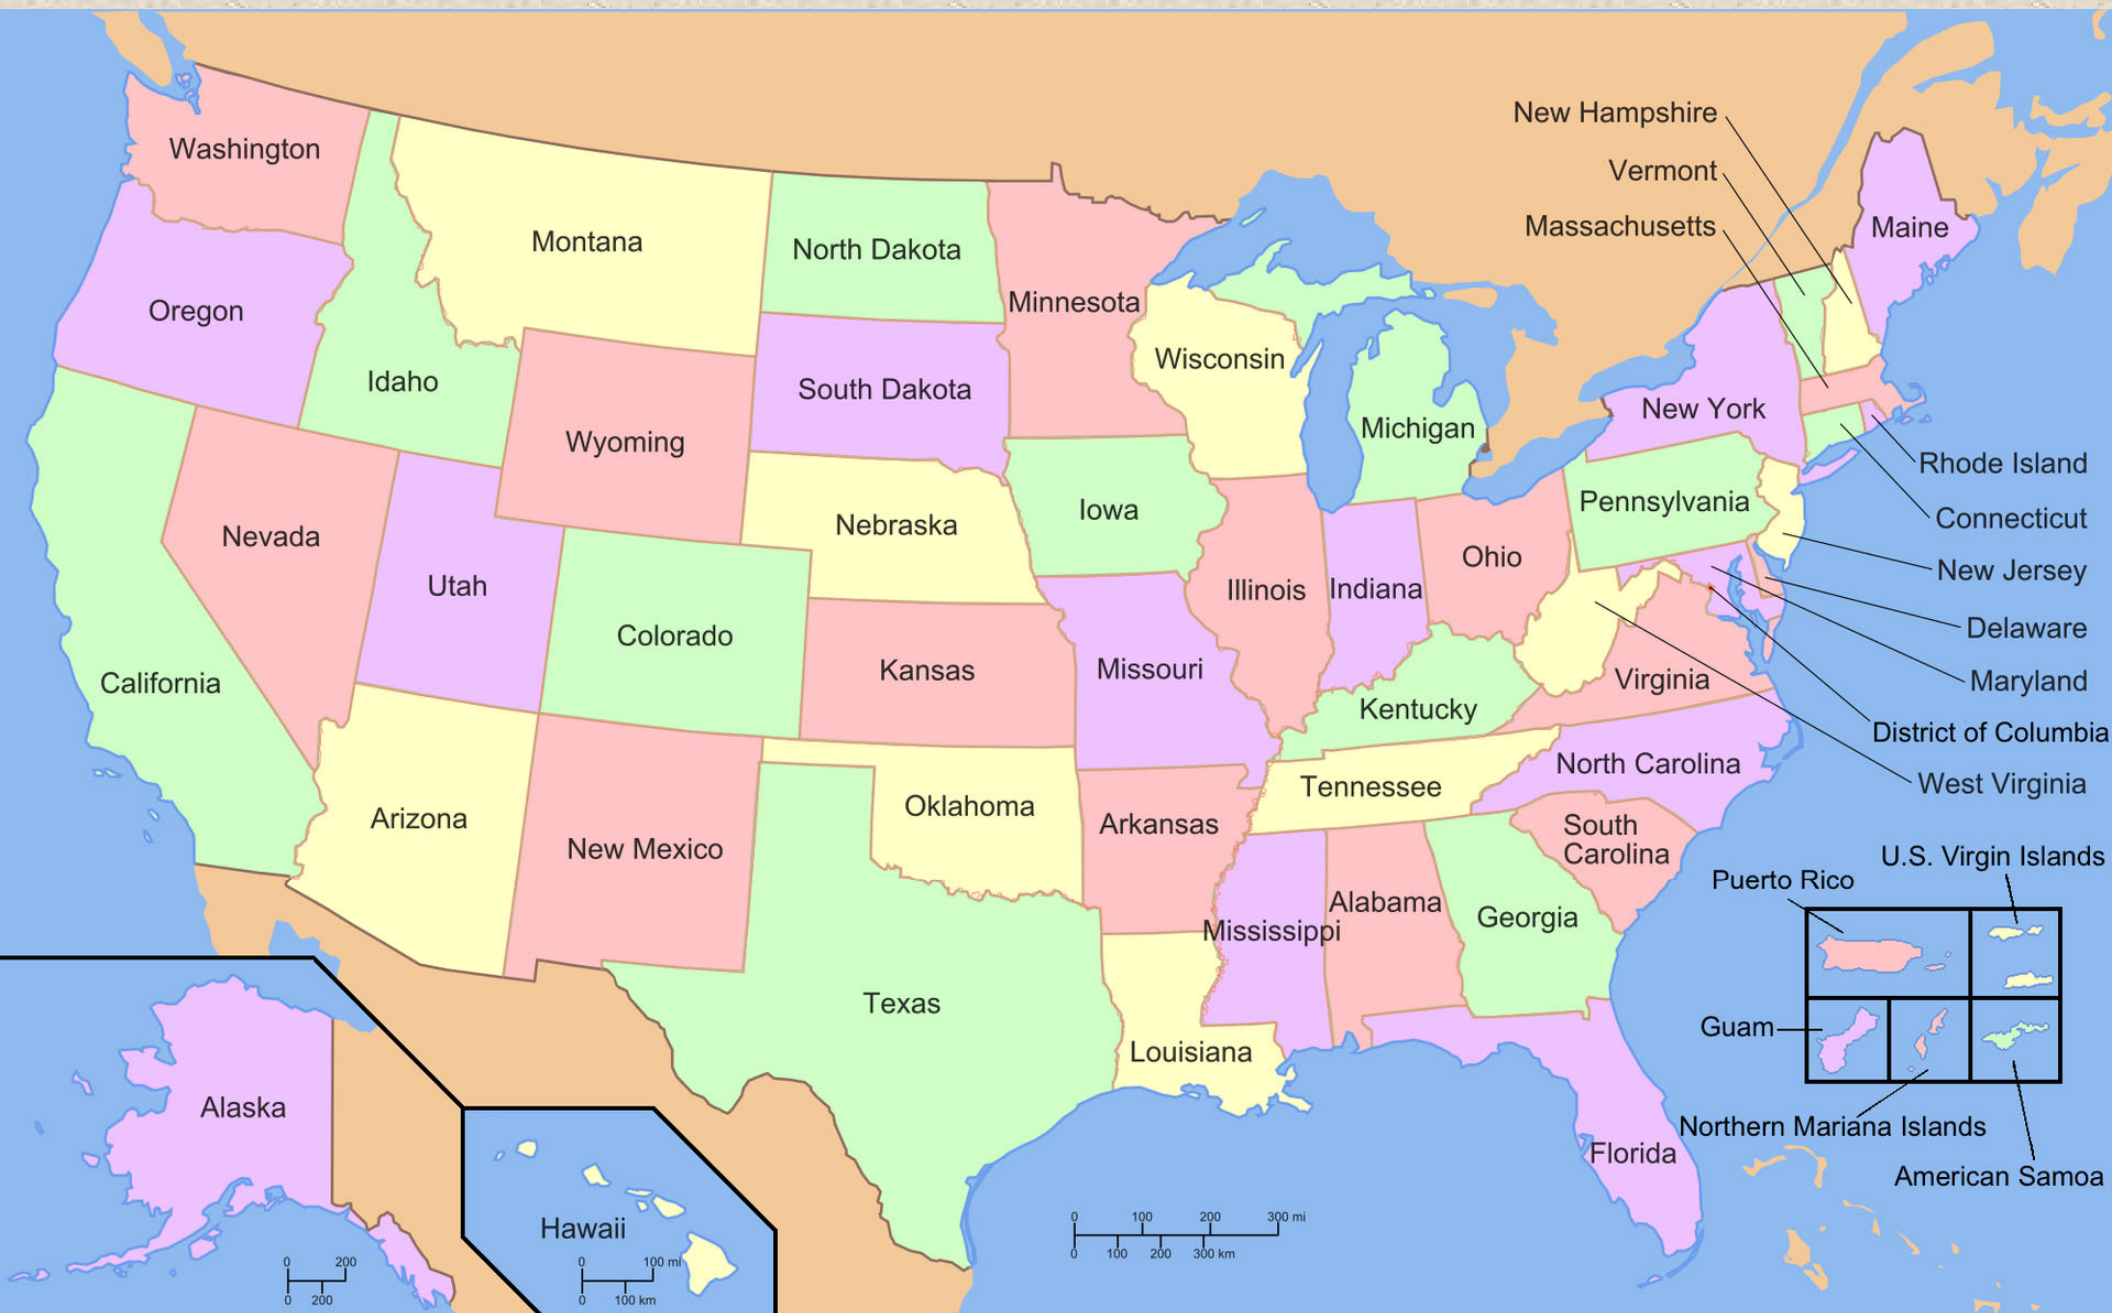 New Hampshire
Vermont
Massachusetts
Washington
Montana
North Dakota
Minnesota
Maine
Oregon
Idaho
Wyoming
South Dakota
Wisconsin
Michigan
New York
Rhode Island
Connecticut
New Jersey
Delaware
Maryland
District of Columbia
West Virginia
Nevada
Utah
Colorado
Nebraska
Iowa
Illinois
Indiana
Ohio
Pennsylvania
California
Kansas
Missouri
Kentucky
Virginia
Arizona
New Mexico
Oklahoma
Arkansas
Tennessee
North Carolina
South
Carolina
Texas
Louisiana
Mississippi
Alabama
Georgia
Florida
U.S. Virgin Islands
Puerto Rico
Guam
Northern Mariana Islands
American Samoa
Alaska
0 200
0 200
Hawaii
0 100 mi
0 100 km
0 100 200 300 mi
0 100 200 300 km